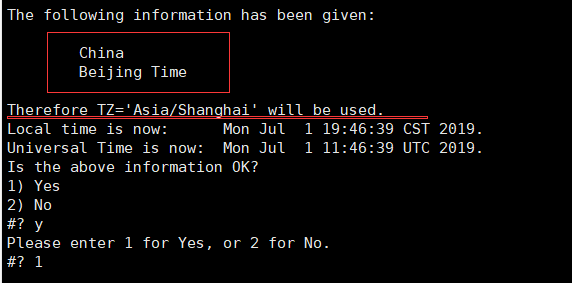 The following information has been given:
China
Beijing Time
Therefore TZ='Asia/Shanghai' will be used.
Local time is now:      Mon Jul  1 19:46:39 CST 2019.
Universal Time is now:  Mon Jul  1 11:46:39 UTC 2019.
Is the above information OK?
1) Yes
2) No
#? y
Please enter 1 for Yes, or 2 for No.
#? 1